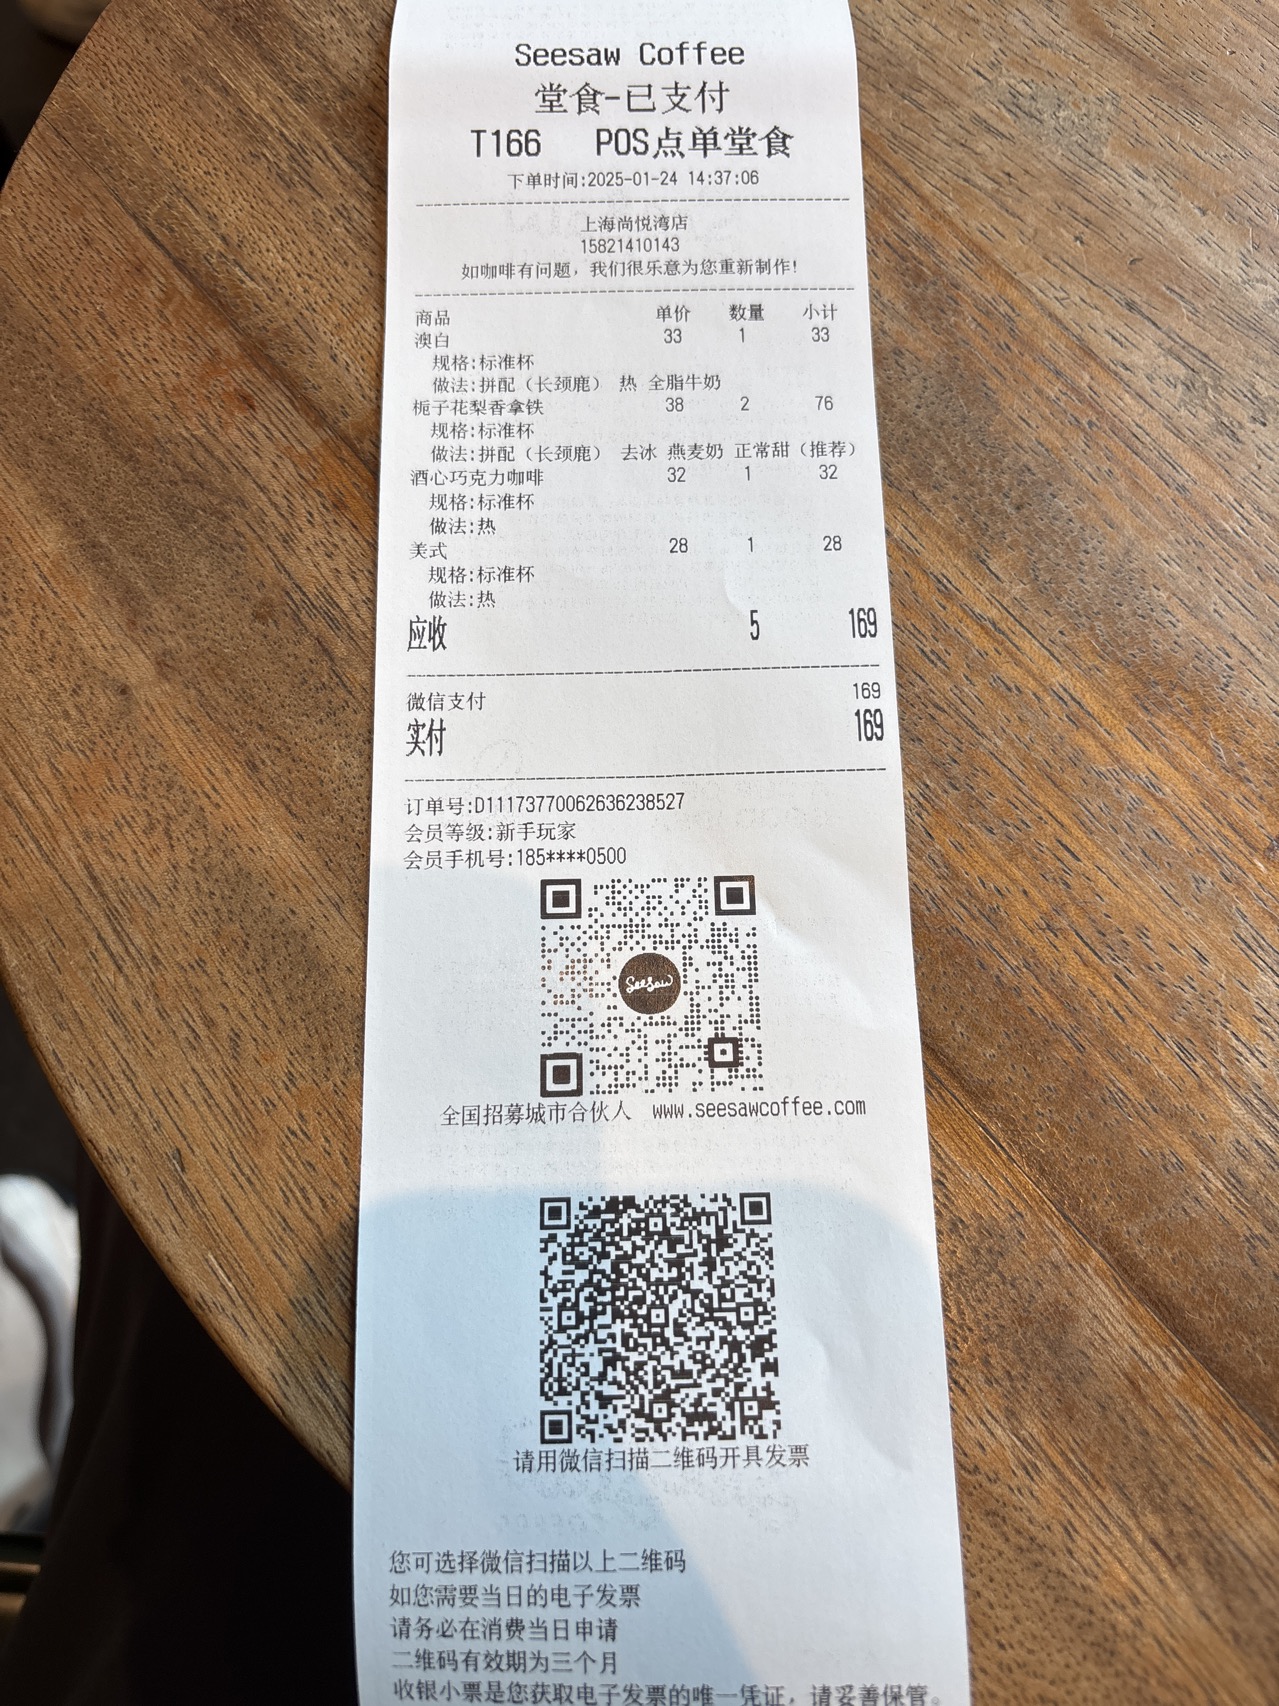 Seesaw Coffee
堂食-已支付
T166 POS点单堂食
下单时间:2025-01-24 14:37:06
上海尚悦湾店
15821410143
如咖啡有问题，我们很乐意为您重新制作!
商品 单价 数量 小计
澳白 33 1 33
规格:标准杯
做法:拼配（长颈鹿） 热 全脂牛奶
栀子花梨香拿铁 38 2 76
规格:标准杯
做法:拼配（长颈鹿） 去冰 燕麦奶 正常甜（推荐）
酒心巧克力咖啡 32 1 32
规格:标准杯
做法:热
美式 28 1 28
规格:标准杯
做法:热
应收 5 169
微信支付 169
实付 169
订单号:D11173770062636238527
会员等级:新手玩家
会员手机号:185****0500
Seesaw
全国招募城市合伙人 www.seesawcoffee.com
请用微信扫描二维码开具发票
您可选择微信扫描以上二维码
如您需要当日的电子发票
请务必在消费当日申请
二维码有效期为三个月
收银小票是您获取电子发票的唯一凭证，请妥善保管。